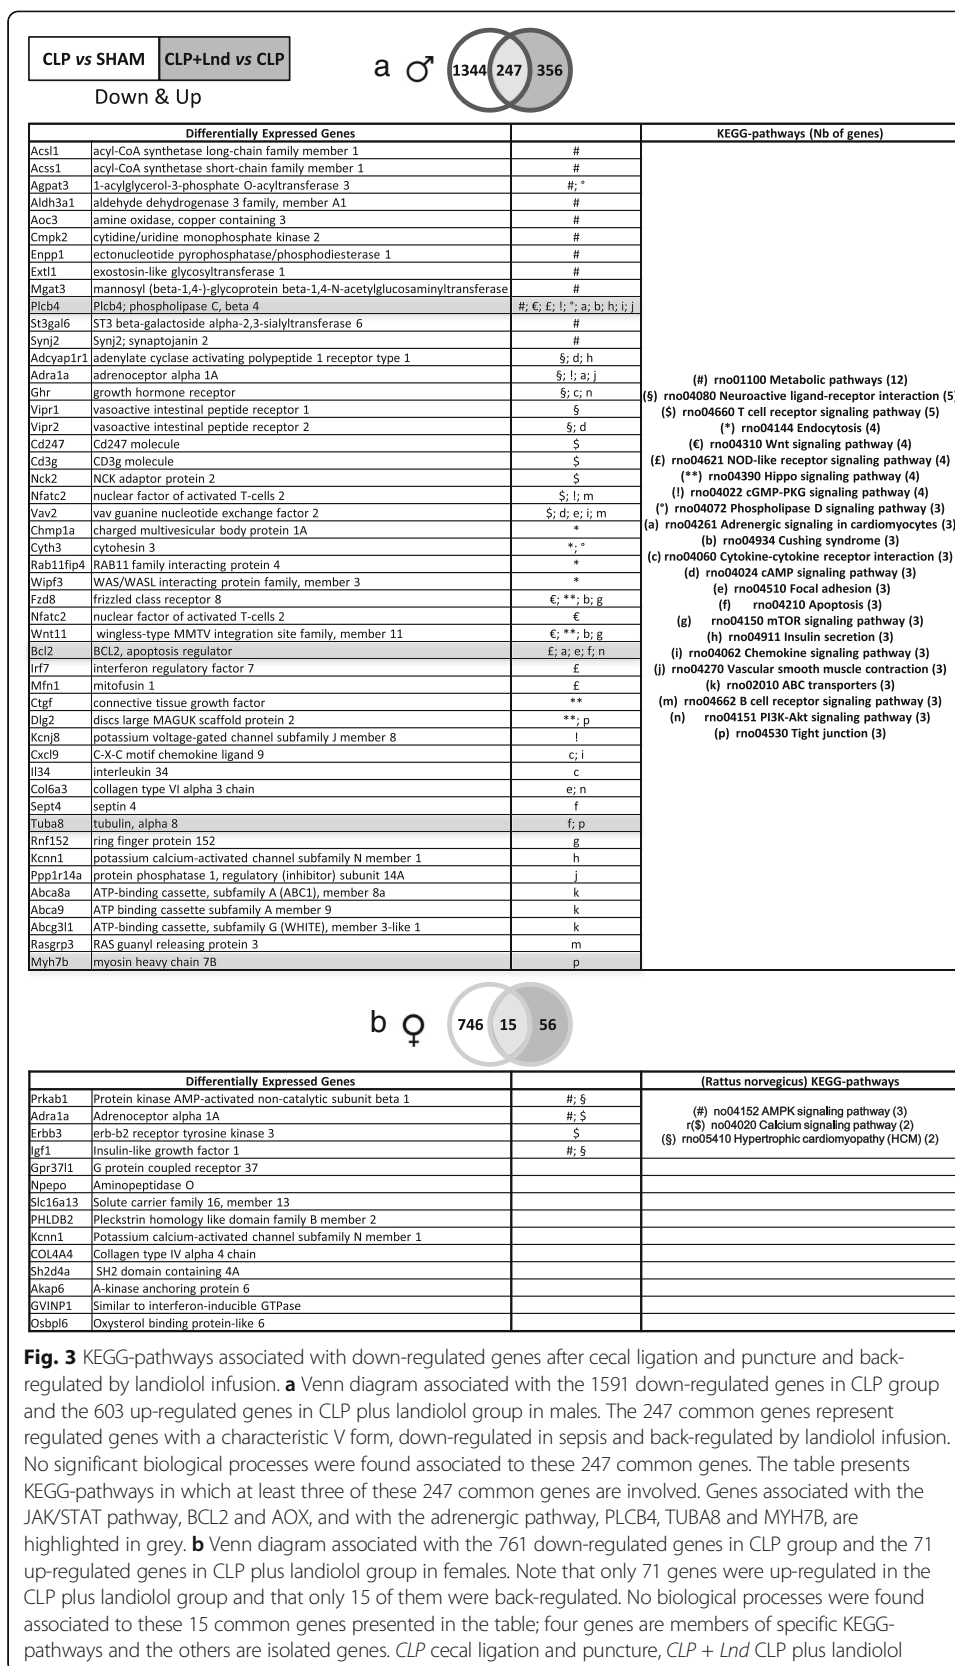 CLP vs SHAM CLP+Lnd vs CLP
Down & Up
a ♂ 1344 247 356
Differentially Expressed Genes KEGG-pathways (Nb of genes)
Acsl1 acyl-CoA synthetase long-chain family member 1 #
Acss1 acyl-CoA synthetase short-chain family member 1 #
Agpat3 1-acylglycerol-3-phosphate O-acyltransferase 3 #; °
Aldh3a1 aldehyde dehydrogenase 3 family, member A1 #
Aoc3 amine oxidase, copper containing 3 #
Cmpk2 cytidine/uridine monophosphate kinase 2 #
Enpp1 ectonucleotide pyrophosphatase/phosphodiesterase 1 #
Extl1 exostosin-like glycosyltransferase 1 #
Mgat3 mannosyl (beta-1,4-)-glycoprotein beta-1,4-N-acetylglucosaminyltransferase #
Plcb4 Plcb4; phospholipase C, beta 4 #; €; £; !; °; a; b; h; i; j
St3gal6 ST3 beta-galactoside alpha-2,3-sialyltransferase 6 #
Synj2 Synj2; synaptojanin 2 #
Adcyap1r1 adenylate cyclase activating polypeptide 1 receptor type 1 §; d; h
Adra1a adrenoceptor alpha 1A §; !; a; j
Ghr growth hormone receptor §; c; n
Vipr1 vasoactive intestinal peptide receptor 1 §
Vipr2 vasoactive intestinal peptide receptor 2 §; d
Cd247 Cd247 molecule $
Cd3g CD3g molecule $
Nck2 NCK adaptor protein 2 $
Nfatc2 nuclear factor of activated T-cells 2 $; !; m
Vav2 vav guanine nucleotide exchange factor 2 $; d; e; i; m
Chmp1a charged multivesicular body protein 1A *
Cyth3 cytohesin 3 *; °
Rab11fip4 RAB11 family interacting protein 4 *
Wipf3 WAS/WASL interacting protein family, member 3 *
Fzd8 frizzled class receptor 8 €; **; b; g
Nfatc2 nuclear factor of activated T-cells 2 €
Wnt11 wingless-type MMTV integration site family, member 11 €; **; b; g
Bcl2 BCL2, apoptosis regulator £; a; e; f; n
Irf7 interferon regulatory factor 7 £
Mfn1 mitofusin 1 £
Ctgf connective tissue growth factor **
Dlg2 discs large MAGUK scaffold protein 2 **; p
Kcnj8 potassium voltage-gated channel subfamily J member 8 !
Cxcl9 C-X-C motif chemokine ligand 9 c; i
Il34 interleukin 34 c
Col6a3 collagen type VI alpha 3 chain e; n
Sept4 septin 4 f
Tuba8 tubulin, alpha 8 f; p
Rnf152 ring finger protein 152 g
Kcnn1 potassium calcium-activated channel subfamily N member 1 h
Ppp1r14a protein phosphatase 1, regulatory (inhibitor) subunit 14A j
Abca8a ATP-binding cassette, subfamily A (ABC1), member 8a k
Abca9 ATP binding cassette subfamily A member 9 k
Abcg3l1 ATP-binding cassette, subfamily G (WHITE), member 3-like 1 k
Rasgrp3 RAS guanyl releasing protein 3 m
Myh7b myosin heavy chain 7B p
(#) rno01100 Metabolic pathways (12)
(§) rno04080 Neuroactive ligand-receptor interaction (5)
($) rno04660 T cell receptor signaling pathway (5)
(*) rno04144 Endocytosis (4)
(€) rno04310 Wnt signaling pathway (4)
(£) rno04621 NOD-like receptor signaling pathway (4)
(**) rno04390 Hippo signaling pathway (4)
(!) rno04022 cGMP-PKG signaling pathway (4)
(°) rno04072 Phospholipase D signaling pathway (3)
(a) rno04261 Adrenergic signaling in cardiomyocytes (3)
(b) rno04934 Cushing syndrome (3)
(c) rno04060 Cytokine-cytokine receptor interaction (3)
(d) rno04024 cAMP signaling pathway (3)
(e) rno04510 Focal adhesion (3)
(f) rno04210 Apoptosis (3)
(g) rno04150 mTOR signaling pathway (3)
(h) rno04911 Insulin secretion (3)
(i) rno04062 Chemokine signaling pathway (3)
(j) rno04270 Vascular smooth muscle contraction (3)
(k) rno02010 ABC transporters (3)
(m) rno04662 B cell receptor signaling pathway (3)
(n) rno04151 PI3K-Akt signaling pathway (3)
(p) rno04530 Tight junction (3)
b ♀ 746 15 56
Differentially Expressed Genes (Rattus norvegicus) KEGG-pathways
Prkab1 Protein kinase AMP-activated non-catalytic subunit beta 1 #; §
Adra1a Adrenoceptor alpha 1A #; $
Erbb3 erb-b2 receptor tyrosine kinase 3 $
Igf1 Insulin-like growth factor 1 #; §
Gpr37l1 G protein coupled receptor 37
Npepo Aminopeptidase O
Slc16a13 Solute carrier family 16, member 13
PHLDB2 Pleckstrin homology like domain family B member 2
Kcnn1 Potassium calcium-activated channel subfamily N member 1
COL4A4 Collagen type IV alpha 4 chain
Sh2d4a SH2 domain containing 4A
Akap6 A-kinase anchoring protein 6
GVINP1 Similar to interferon-inducible GTPase
Osbpl6 Oxysterol binding protein-like 6
(#) no04152 AMPK signaling pathway (3)
r($) no04020 Calcium signaling pathway (2)
(§) rno05410 Hypertrophic cardiomyopathy (HCM) (2)
Fig. 3 KEGG-pathways associated with down-regulated genes after cecal ligation and puncture and back-
regulated by landiolol infusion. a Venn diagram associated with the 1591 down-regulated genes in CLP group
and the 603 up-regulated genes in CLP plus landiolol group in males. The 247 common genes represent
regulated genes with a characteristic V form, down-regulated in sepsis and back-regulated by landiolol infusion.
No significant biological processes were found associated to these 247 common genes. The table presents
KEGG-pathways in which at least three of these 247 common genes are involved. Genes associated with the
JAK/STAT pathway, BCL2 and AOX, and with the adrenergic pathway, PLCB4, TUBA8 and MYH7B, are
highlighted in grey. b Venn diagram associated with the 761 down-regulated genes in CLP group and the 71
up-regulated genes in CLP plus landiolol group in females. Note that only 71 genes were up-regulated in the
CLP plus landiolol group and that only 15 of them were back-regulated. No biological processes were found
associated to these 15 common genes presented in the table; four genes are members of specific KEGG-
pathways and the others are isolated genes. CLP cecal ligation and puncture, CLP + Lnd CLP plus landiolol